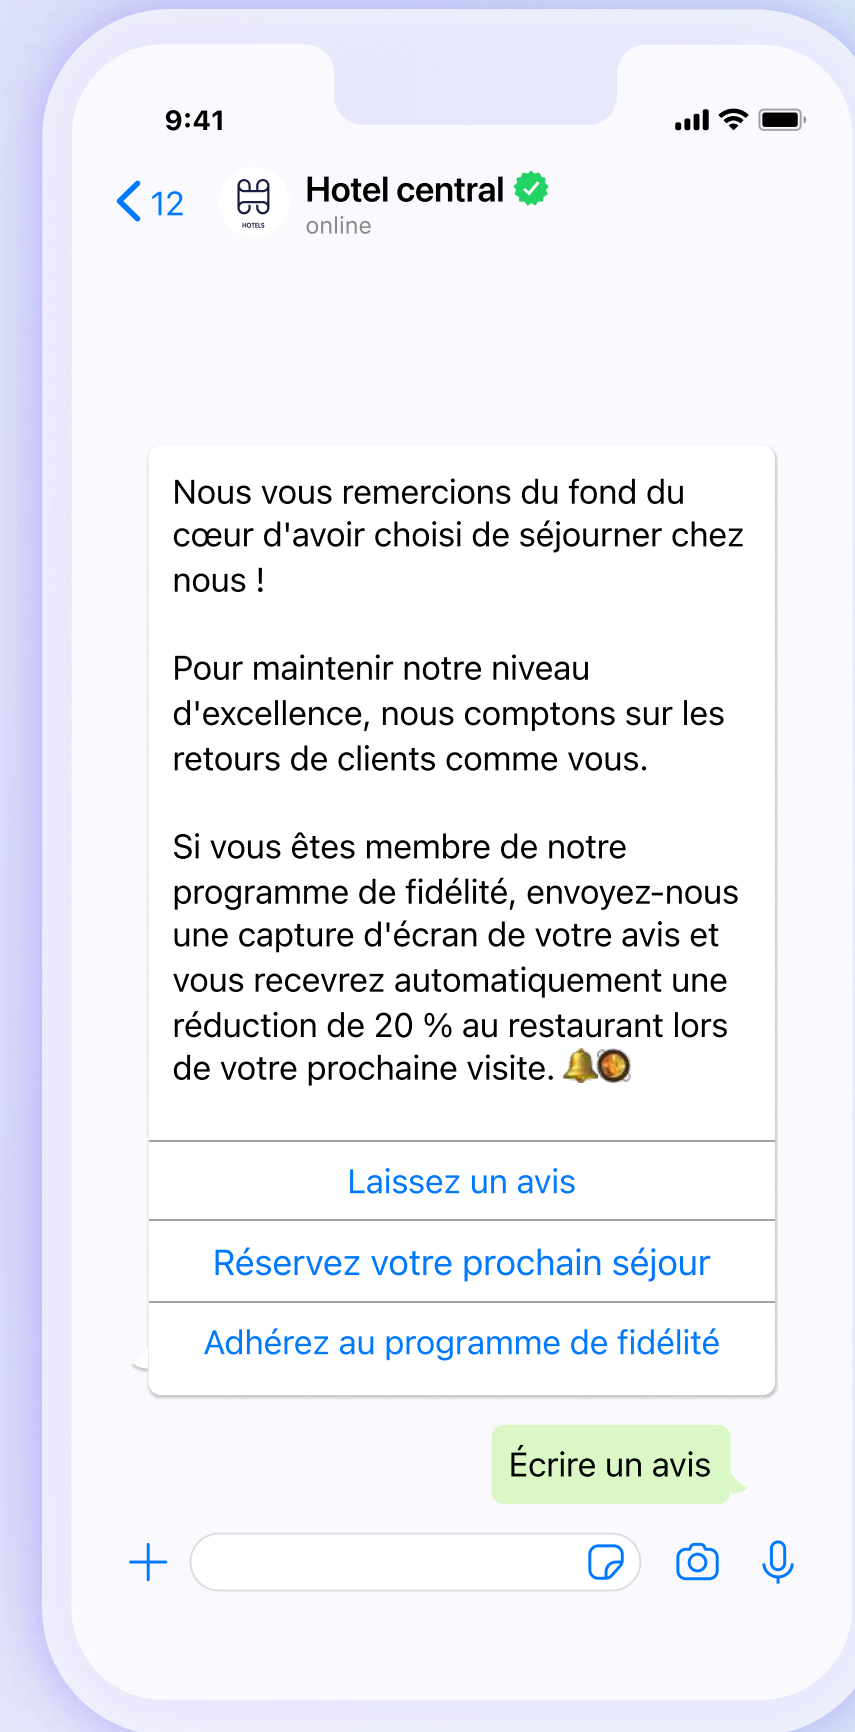 9:41
12
Hotel central
HOTELS
online
Nous vous remercions du fond du
cœur d'avoir choisi de séjourner chez
nous !
Pour maintenir notre niveau
d'excellence, nous comptons sur les
retours de clients comme vous.
Si vous êtes membre de notre
programme de fidélité, envoyez-nous
une capture d'écran de votre avis et
vous recevrez automatiquement une
réduction de 20 % au restaurant lors
de votre prochaine visite.
Laissez un avis
Réservez votre prochain séjour
Adhérez au programme de fidélité
Écrire un avis